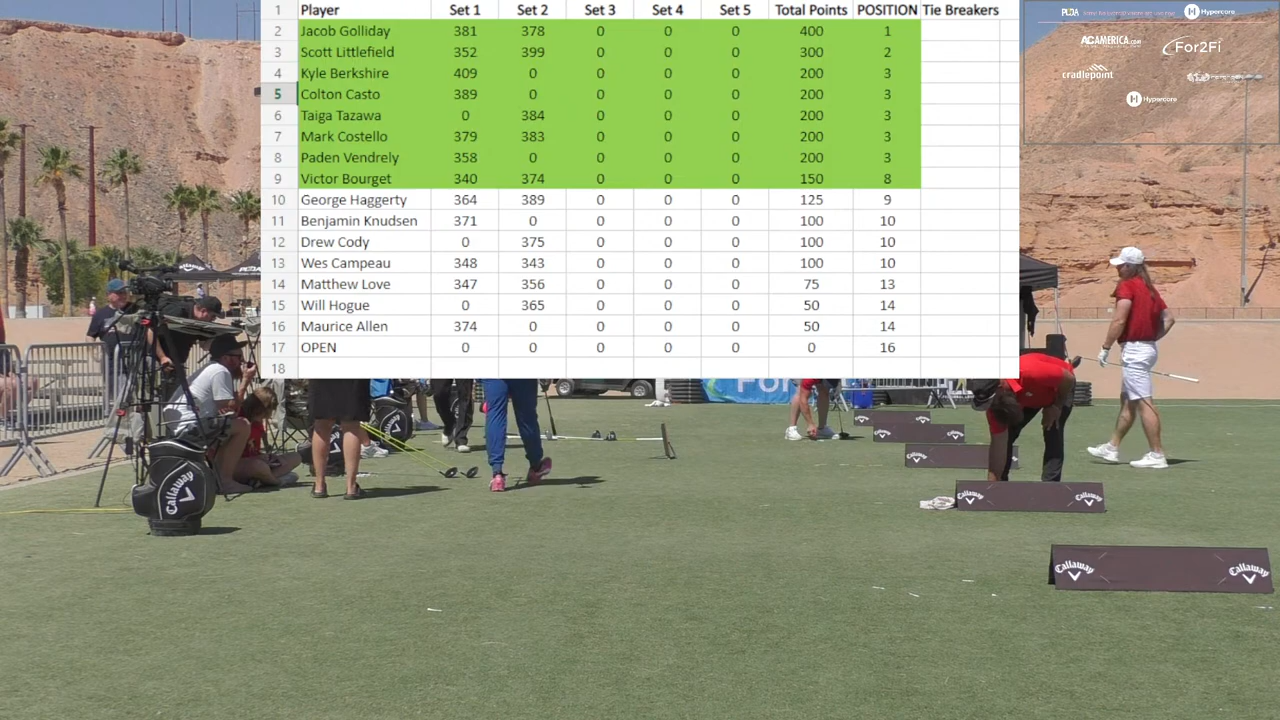 1 Player Set 1 Set 2 Set 3 Set 4 Set 5 Total Points POSITION Tie Breakers
2 Jacob Golliday 381 378 0 0 0 400 1
3 Scott Littlefield 352 399 0 0 0 300 2
4 Kyle Berkshire 409 0 0 0 0 200 3
5 Colton Casto 389 0 0 0 0 200 3
6 Taiga Tazawa 0 384 0 0 0 200 3
7 Mark Costello 379 383 0 0 0 200 3
8 Paden Vendrely 358 0 0 0 0 200 3
9 Victor Bourget 340 374 0 0 0 150 8
10 George Haggerty 364 389 0 0 0 125 9
11 Benjamin Knudsen 371 0 0 0 0 100 10
12 Drew Cody 0 375 0 0 0 100 10
13 Wes Campeau 348 343 0 0 0 100 10
14 Matthew Love 347 356 0 0 0 75 13
15 Will Hogue 0 365 0 0 0 50 14
16 Maurice Allen 374 0 0 0 0 50 14
17 OPEN 0 0 0 0 0 0 16
18
PLDA
Hypercore
ACAMERICA.COM
For2Fi
cradlepoint
Hypercore
Callaway
Callaway
Callaway
Callaway
Callaway
Callaway